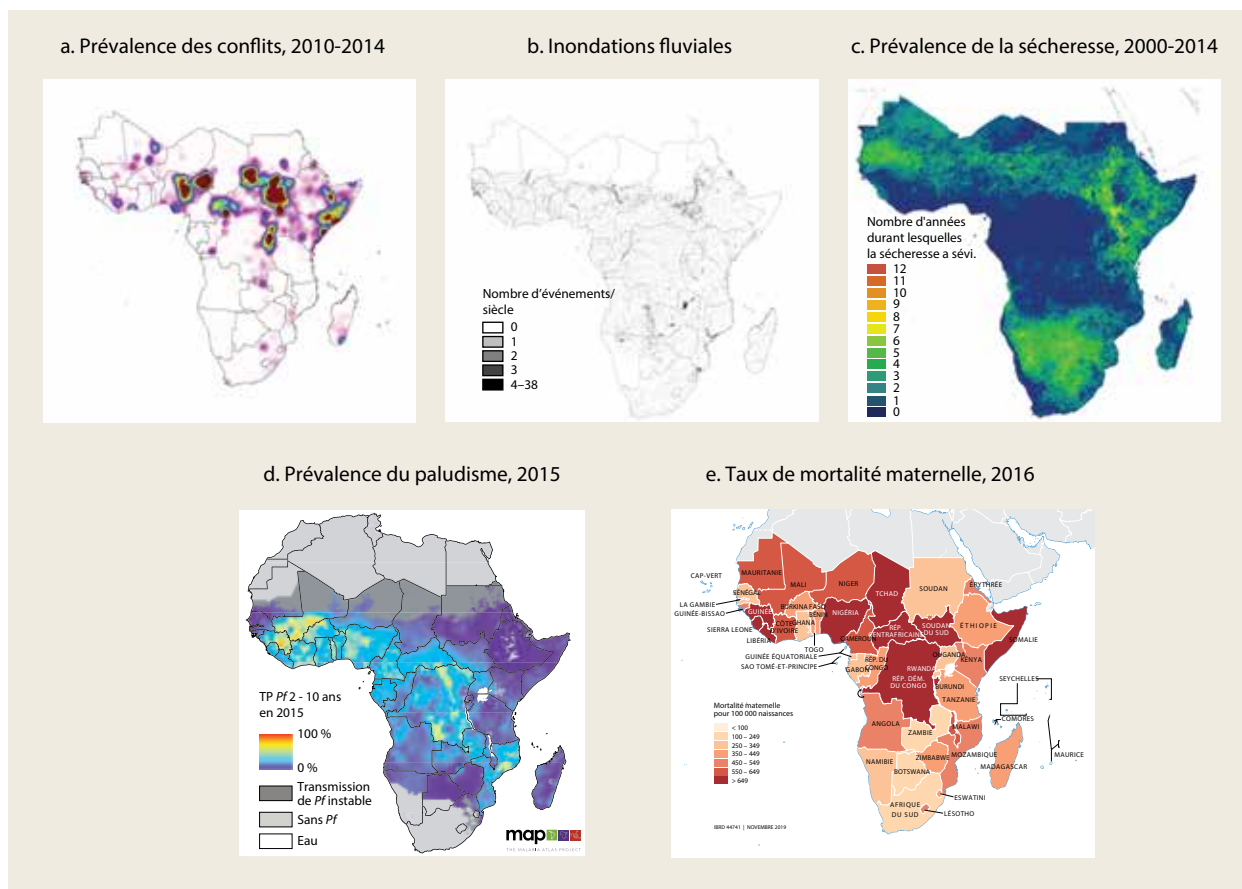 a. Prévalence des conflits, 2010-2014
b. Inondations fluviales
Nombre d'événements/
siècle
0
1
2
3
4–38
c. Prévalence de la sécheresse, 2000-2014
Nombre d'années
durant lesquelles
la sécheresse a sévi.
12
11
10
9
8
7
6
5
4
3
2
1
0
d. Prévalence du paludisme, 2015
TP Pf 2 - 10 ans
en 2015
100 %
0 %
Transmission
de Pf instable
Sans Pf
Eau
map
THE MALARIA ATLAS PROJECT
e. Taux de mortalité maternelle, 2016
CAP-VERT
MAURITANIE
MALI
NIGER
TCHAD
SOUDAN
ÉRYTHRÉE
SÉNÉGAL
LA GAMBIE
GUINÉE-BISSAO
GUINÉE
SIERRA LEONE
LIBÉRIA
CÔTE
D'IVOIRE
BURKINA FASO
GHANA
BÉNIN
TOGO
NIGÉRIA
CAMEROUN
RÉP.
CENTRAFRICAINE
SOUDAN
DU SUD
ÉTHIOPIE
SOMALIE
GUINÉE ÉQUATORIALE
SAO TOMÉ-ET-PRINCIPE
GABON
RÉP. DU
CONGO
RÉP. DÉM.
DU CONGO
OUGANDA
KENYA
RWANDA
BURUNDI
TANZANIE
SEYCHELLES
COMORES
MAURICE
ANGOLA
ZAMBIE
MALAWI
MOZAMBIQUE
MADAGASCAR
NAMIBIE
BOTSWANA
ZIMBABWE
AFRIQUE
DU SUD
ESWATINI
LÉSOTHO
Mortalité maternelle
pour 100 000 naissances
< 100
100 – 249
250 – 349
350 – 449
450 – 549
550 – 649
> 649
IBRD 44741 | NOVEMBRE 2019